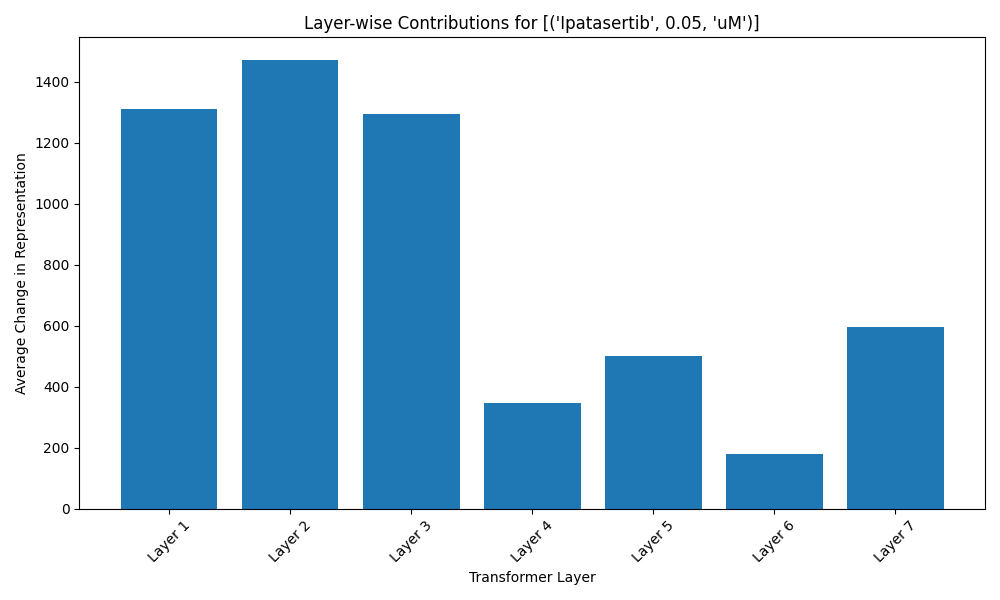 Layer-wise Contributions for [('Ipatasertib', 0.05, 'uM')]
Average Change in Representation
1400
1200
1000
800
600
400
200
0
Layer 1
Layer 2
Layer 3
Layer 4
Layer 5
Layer 6
Layer 7
Transformer Layer